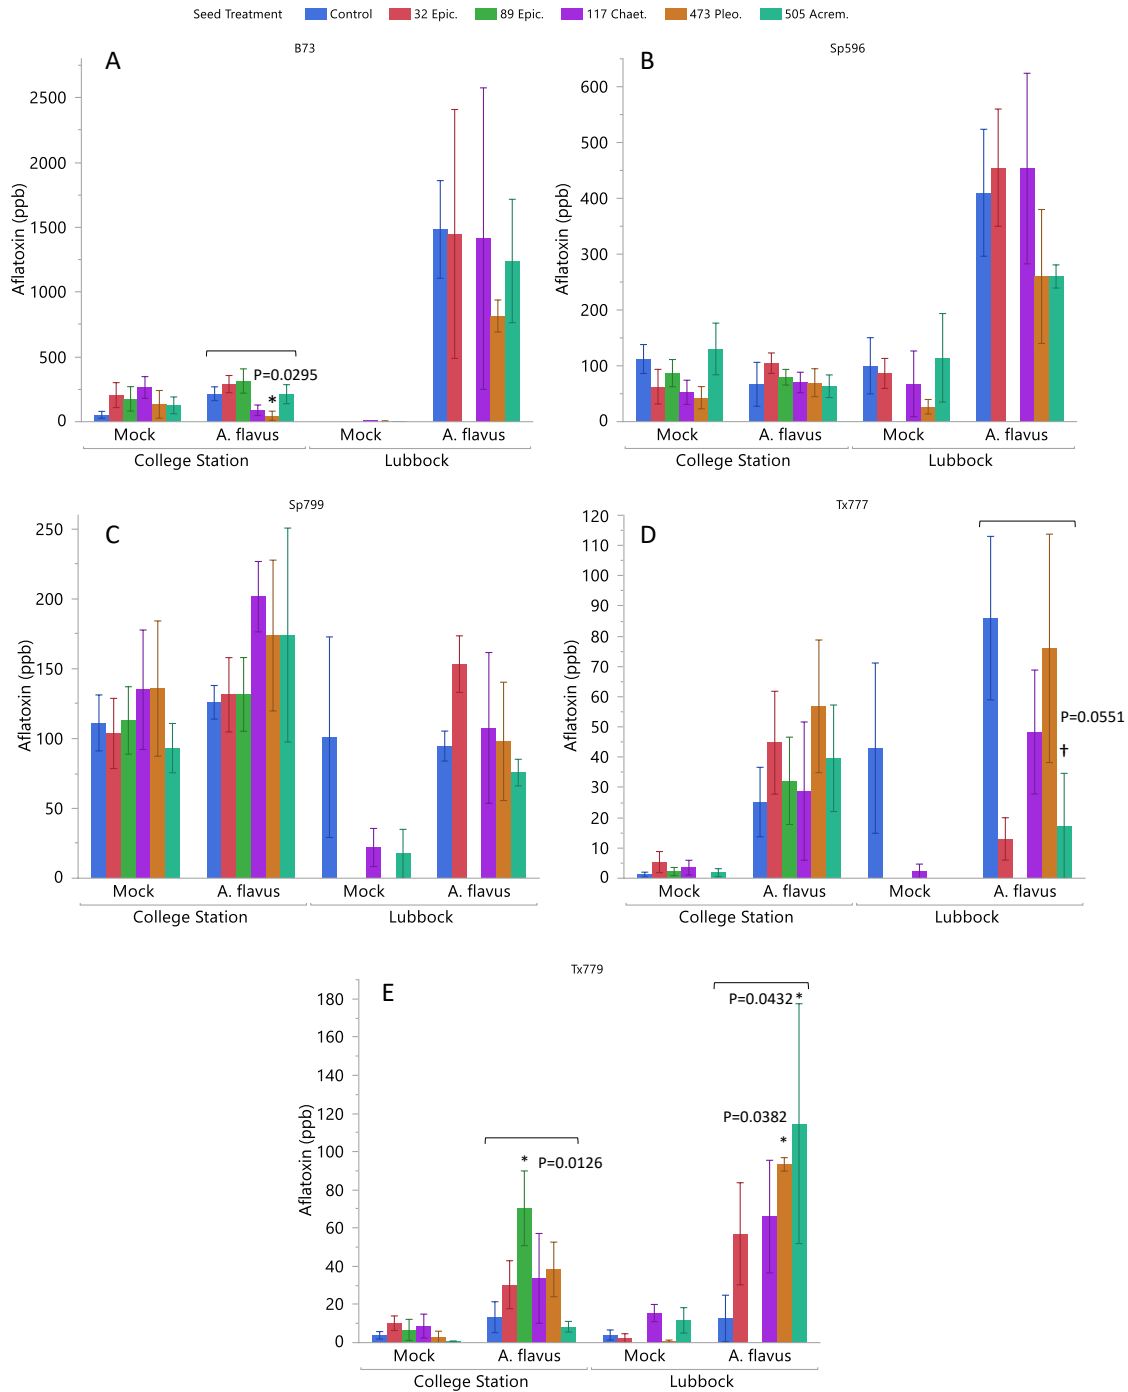 Seed Treatment Control 32 Epic. 89 Epic. 117 Chaet. 473 Pleo. 505 Acrem.
B73
A
Aflatoxin (ppb)
2500
2000
1500
1000
500
0
P=0.0295
*
Mock A. flavus Mock A. flavus
College Station Lubbock
Sp596
B
Aflatoxin (ppb)
600
500
400
300
200
100
0
Mock A. flavus Mock A. flavus
College Station Lubbock
Sp799
C
Aflatoxin (ppb)
250
200
150
100
50
0
Mock A. flavus Mock A. flavus
College Station Lubbock
Tx777
D
Aflatoxin (ppb)
120
110
100
90
80
70
60
50
40
30
20
10
0
P=0.0551
†
Mock A. flavus Mock A. flavus
College Station Lubbock
Tx779
E
Aflatoxin (ppb)
180
160
140
120
100
80
60
40
20
0
P=0.0432 *
P=0.0382
*
* P=0.0126
Mock A. flavus Mock A. flavus
College Station Lubbock